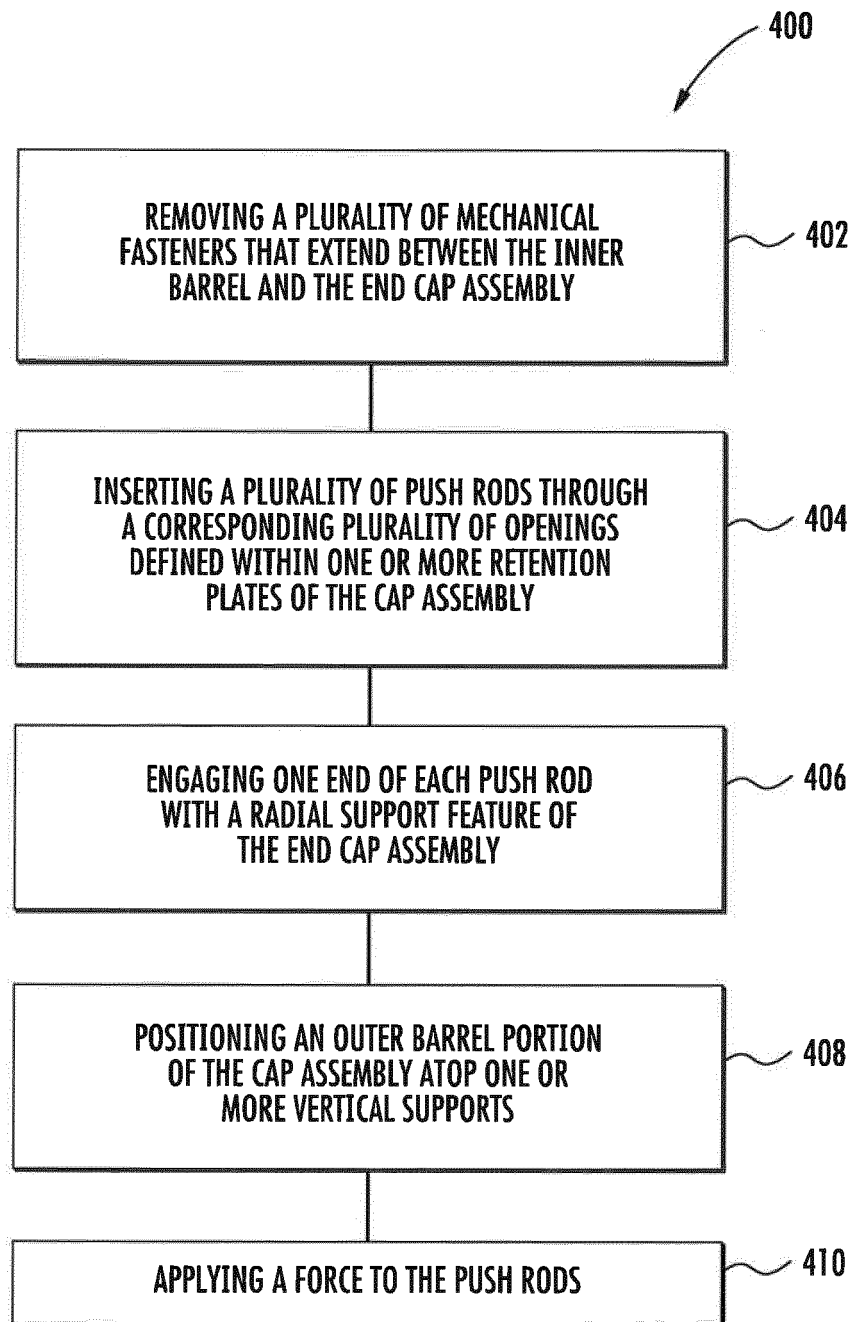 400
REMOVING A PLURALITY OF MECHANICAL
FASTENERS THAT EXTEND BETWEEN THE INNER
BARREL AND THE END CAP ASSEMBLY
402
INSERTING A PLURALITY OF PUSH RODS THROUGH
A CORRESPONDING PLURALITY OF OPENINGS
DEFINED WITHIN ONE OR MORE RETENTION
PLATES OF THE CAP ASSEMBLY
404
ENGAGING ONE END OF EACH PUSH ROD
WITH A RADIAL SUPPORT FEATURE OF
THE END CAP ASSEMBLY
406
POSITIONING AN OUTER BARREL PORTION
OF THE CAP ASSEMBLY ATOP ONE OR
MORE VERTICAL SUPPORTS
408
APPLYING A FORCE TO THE PUSH RODS
410